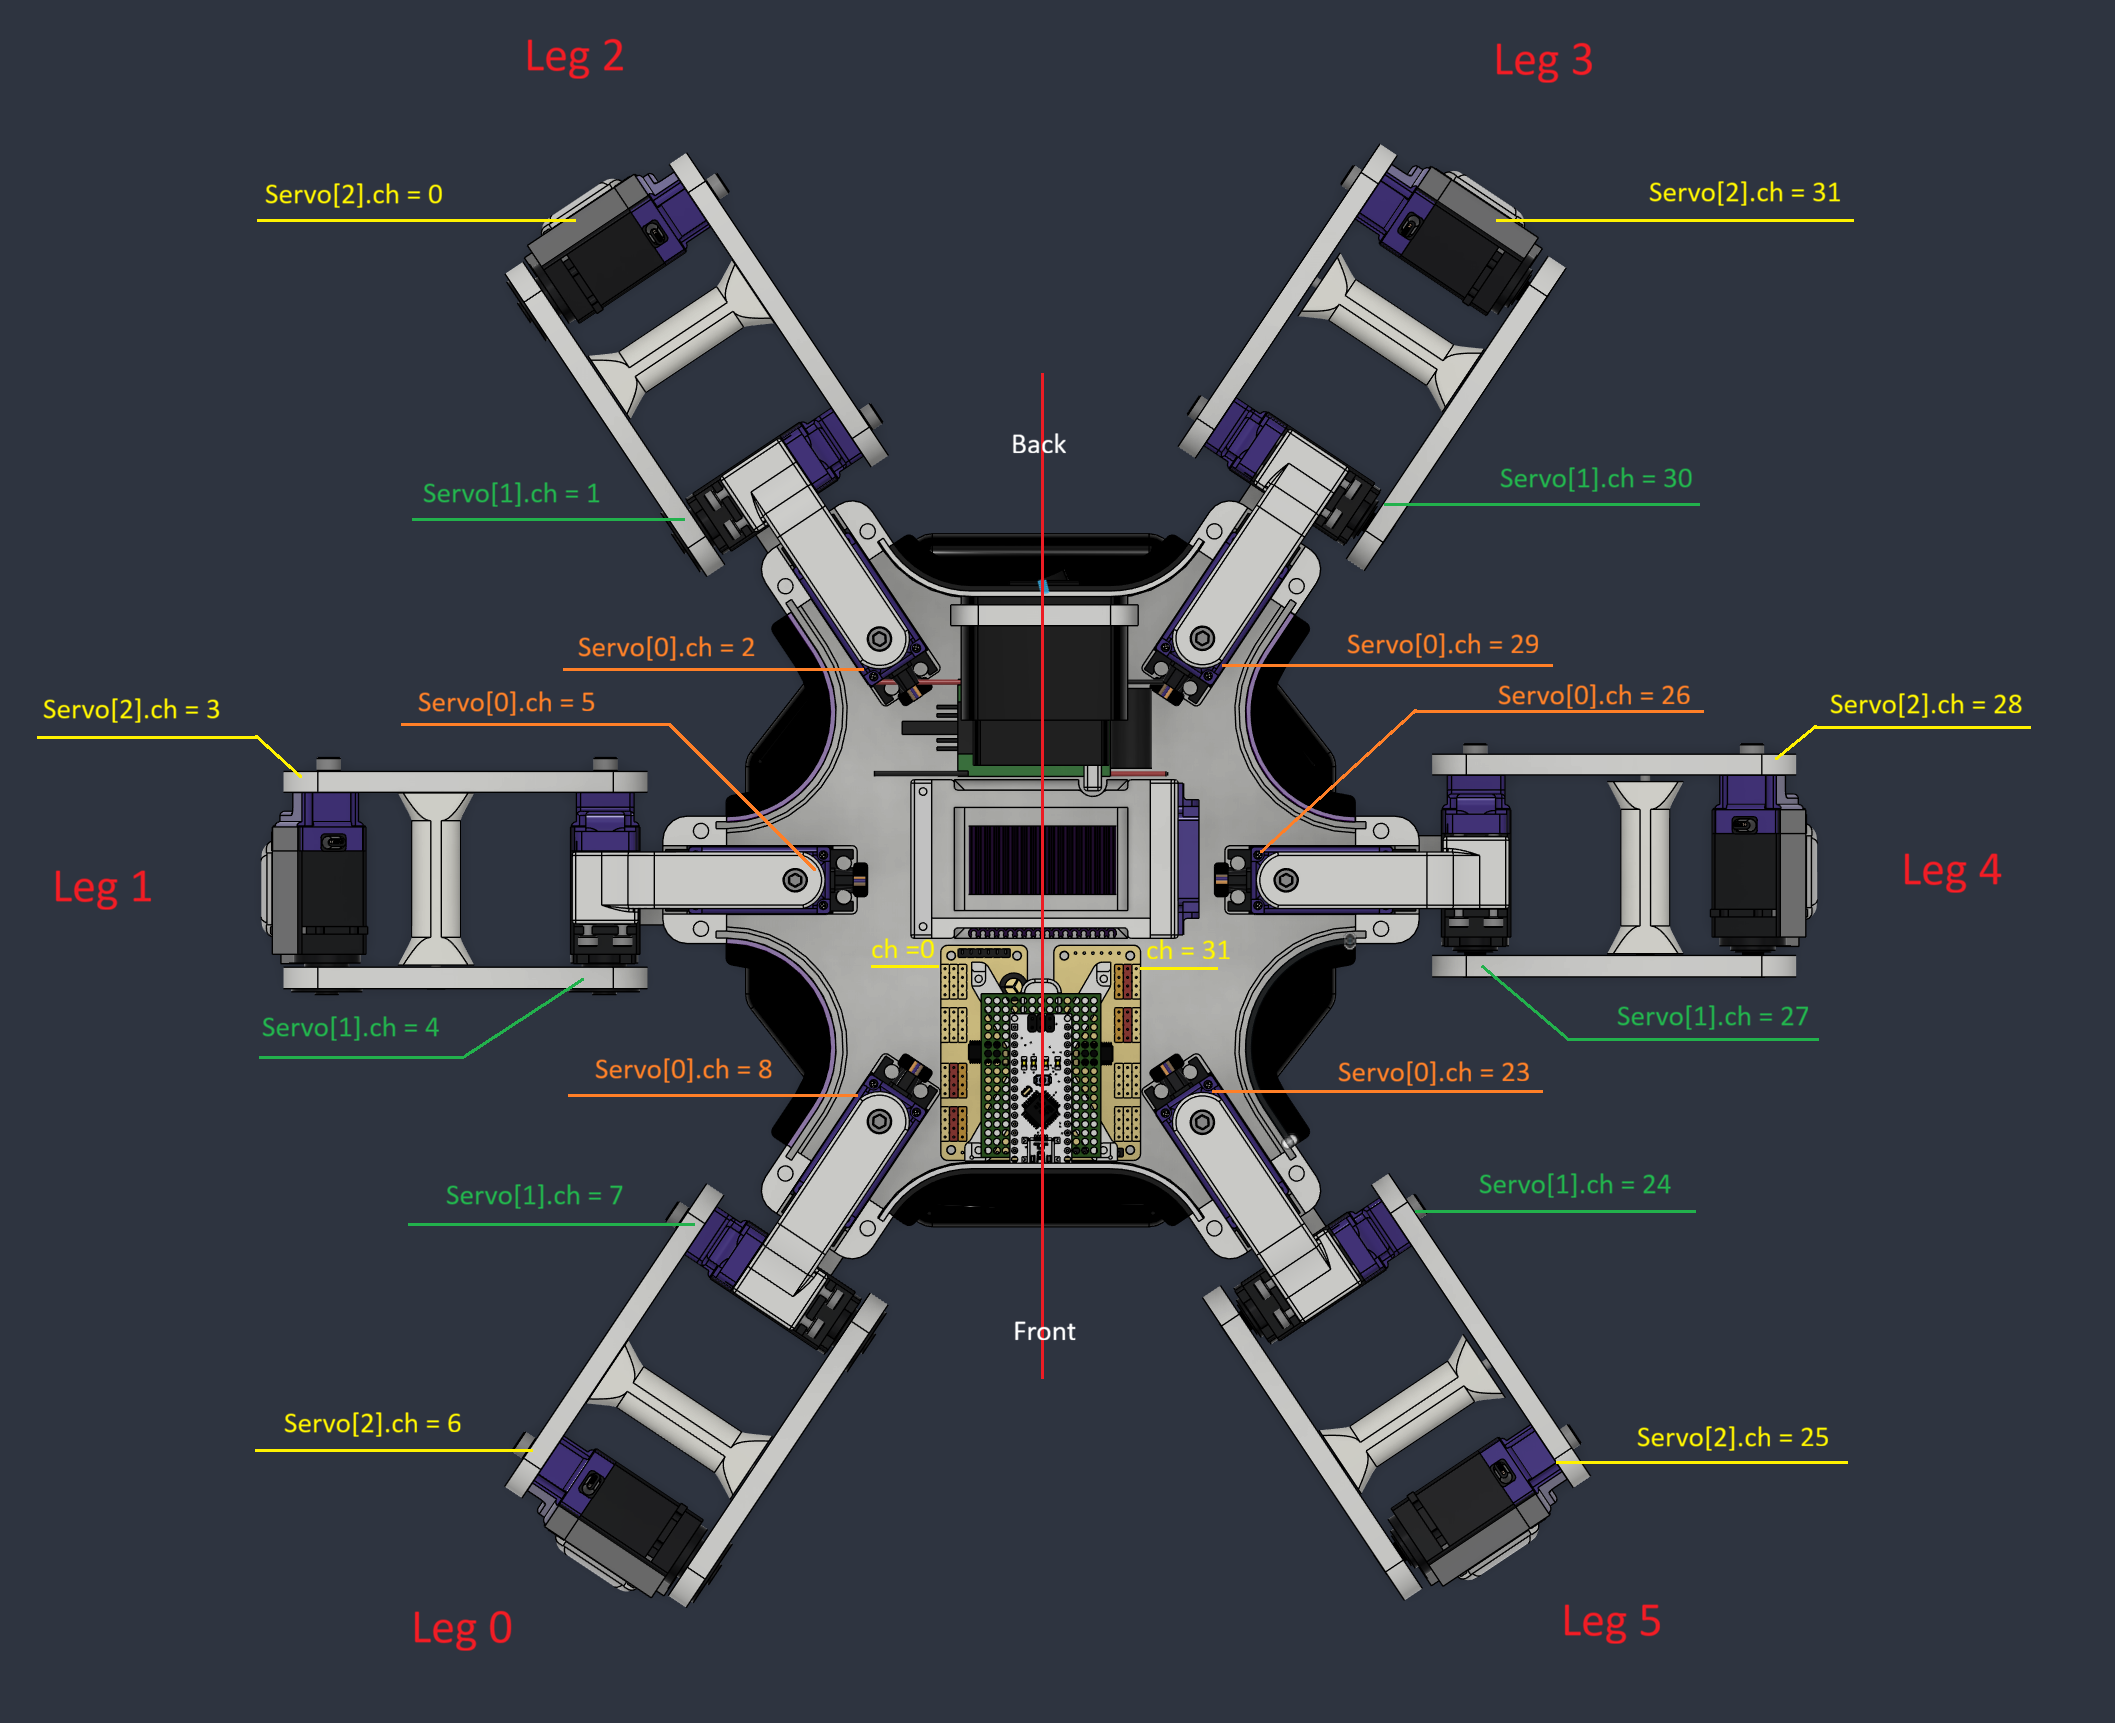 Leg 2
Leg 3
Servo[2].ch = 0
Servo[2].ch = 31
Back
Servo[1].ch = 1
Servo[1].ch = 30
Servo[0].ch = 2
Servo[0].ch = 29
Servo[2].ch = 3
Servo[0].ch = 5
Servo[0].ch = 26
Servo[2].ch = 28
Leg 1
Leg 4
ch =0
ch = 31
Servo[1].ch = 4
Servo[1].ch = 27
Servo[0].ch = 8
Servo[0].ch = 23
Servo[1].ch = 7
Servo[1].ch = 24
Front
Servo[2].ch = 6
Servo[2].ch = 25
Leg 0
Leg 5